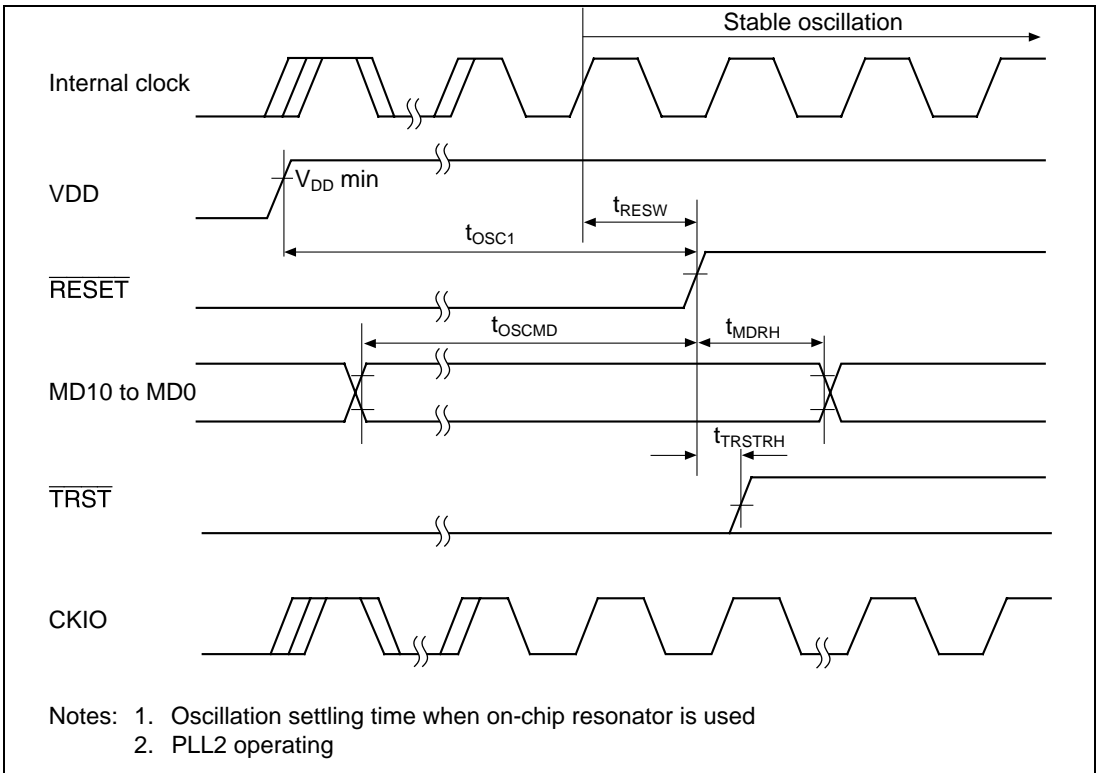 Stable oscillation
Internal clock
VDD
VDD min
tRESW
tOSC1
RESET
tOSCMD
tMDRH
MD10 to MD0
tTRSTRH
TRST
CKIO
Notes: 1. Oscillation settling time when on-chip resonator is used
2. PLL2 operating